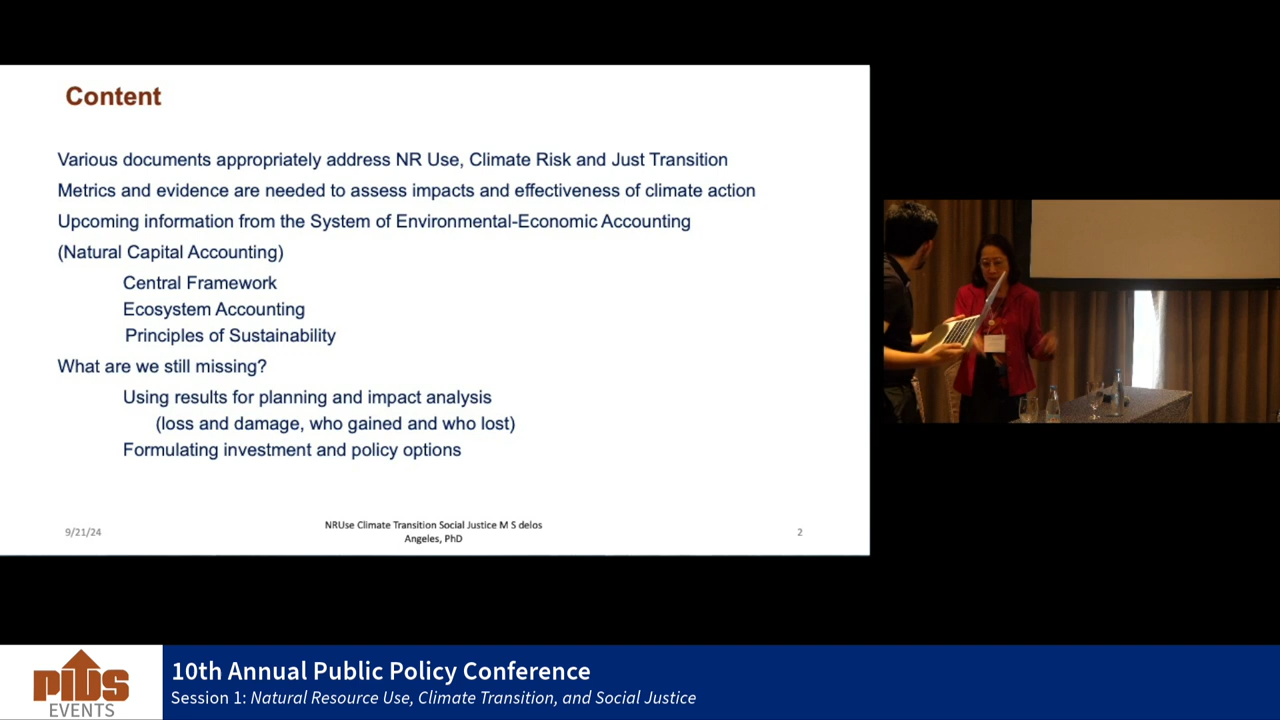 Content
Various documents appropriately address NR Use, Climate Risk and Just Transition
Metrics and evidence are needed to assess impacts and effectiveness of climate action
Upcoming information from the System of Environmental-Economic Accounting
(Natural Capital Accounting)
Central Framework
Ecosystem Accounting
Principles of Sustainability
What are we still missing?
Using results for planning and impact analysis
(loss and damage, who gained and who lost)
Formulating investment and policy options
9/21/24
NRUse Climate Transition Social Justice M S delos
Angeles, PhD
2
PIDS
EVENTS
10th Annual Public Policy Conference
Session 1: Natural Resource Use, Climate Transition, and Social Justice